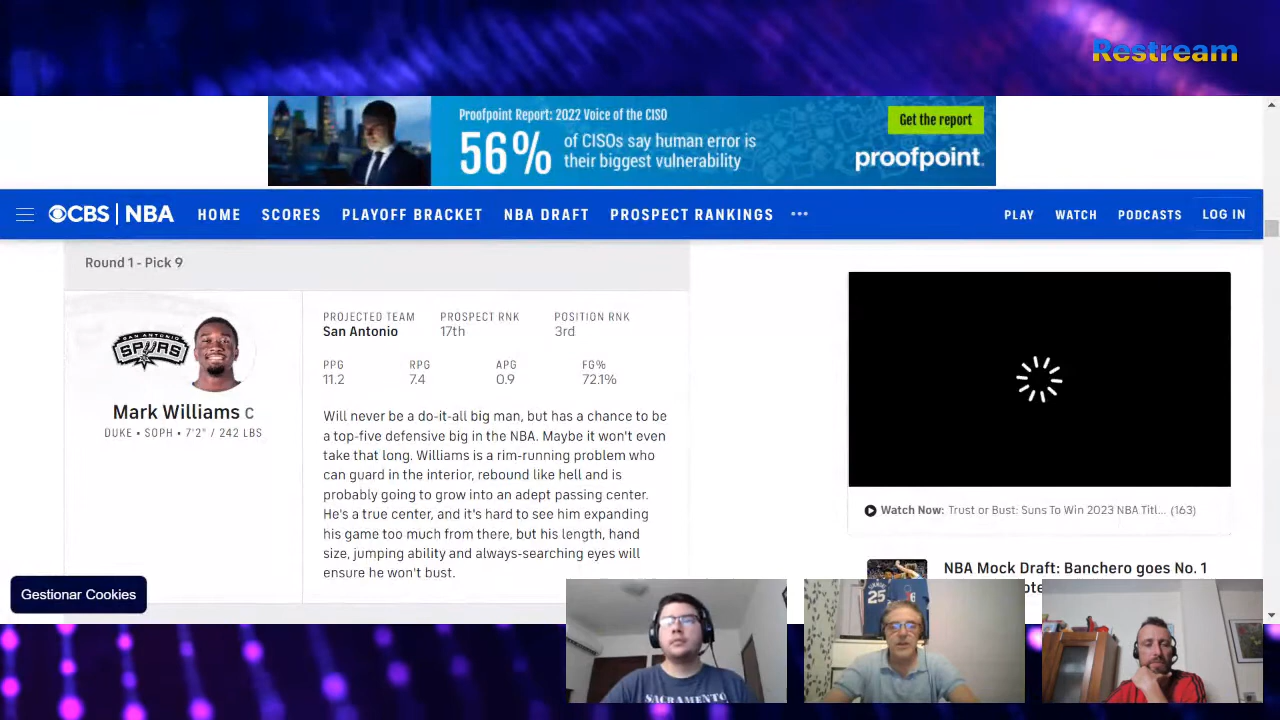 Restream
Proofpoint Report: 2022 Voice of the CISO
56%
of CISOs say human error is
their biggest vulnerability
Get the report
proofpoint.
CBS | NBA
HOME
SCORES
PLAYOFF BRACKET
NBA DRAFT
PROSPECT RANKINGS
PLAY
WATCH
PODCASTS
LOG IN
Round 1 - Pick 9
SAN ANTONIO
SPURS
Mark Williams C
DUKE • SOPH • 7'2" / 242 LBS
PROJECTED TEAM
San Antonio
PROSPECT RNK
17th
POSITION RNK
3rd
PPG
11.2
RPG
7.4
APG
0.9
FG%
72.1%
Will never be a do-it-all big man, but has a chance to be
a top-five defensive big in the NBA. Maybe it won't even
take that long. Williams is a rim-running problem who
can guard in the interior, rebound like hell and is
probably going to grow into an adept passing center.
He's a true center, and it's hard to see him expanding
his game too much from there, but his length, hand
size, jumping ability and always-searching eyes will
ensure he won't bust.
Watch Now: Trust or Bust: Suns To Win 2023 NBA Titl... (163)
NBA Mock Draft: Banchero goes No. 1
Gestionar Cookies
25
SACRAMENTO